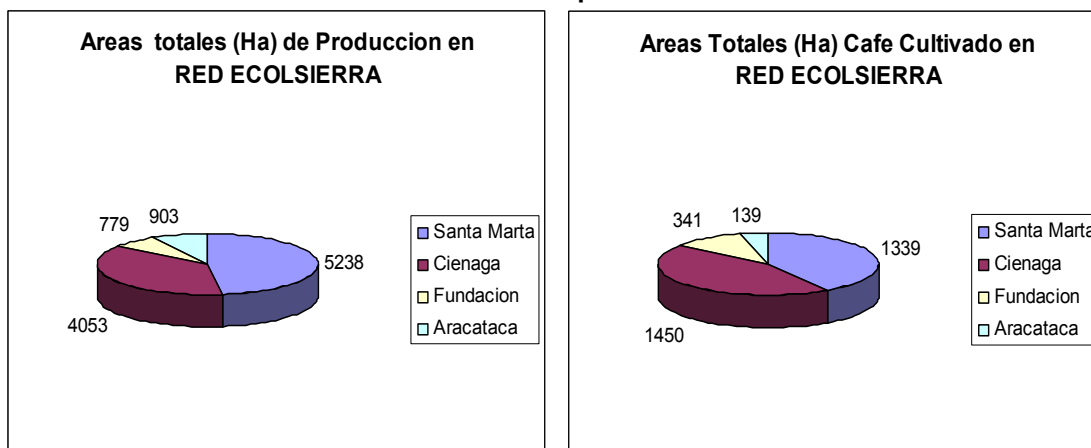 Areas totales (Ha) de Produccion en
RED ECOLSIERRA
779
903
5238
4053
Santa Marta
Cienaga
Fundacion
Aracataca
Areas Totales (Ha) Cafe Cultivado en
RED ECOLSIERRA
341
139
1339
1450
Santa Marta
Cienaga
Fundacion
Aracataca